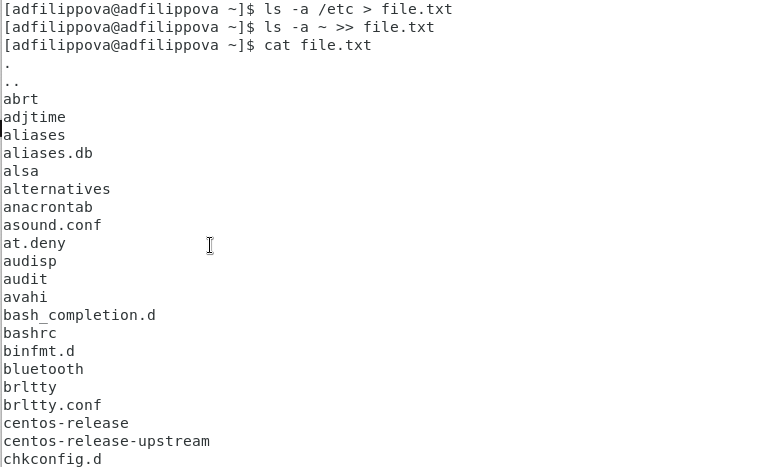 [adfilippova@adfilippova ~]$ ls -a /etc > file.txt
[adfilippova@adfilippova ~]$ ls -a ~ >> file.txt
[adfilippova@adfilippova ~]$ cat file.txt
.
..
abrt
adjtime
aliases
aliases.db
alsa
alternatives
anacrontab
asound.conf
at.deny
audisp
audit
avahi
bash_completion.d
bashrc
binfmt.d
bluetooth
brltty
brltty.conf
centos-release
centos-release-upstream
chkconfig.d